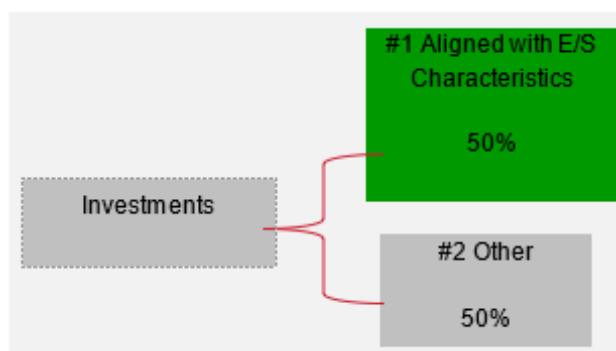 #1 Aligned with E/S
Characteristics
50%
Investments
#2 Other
50%